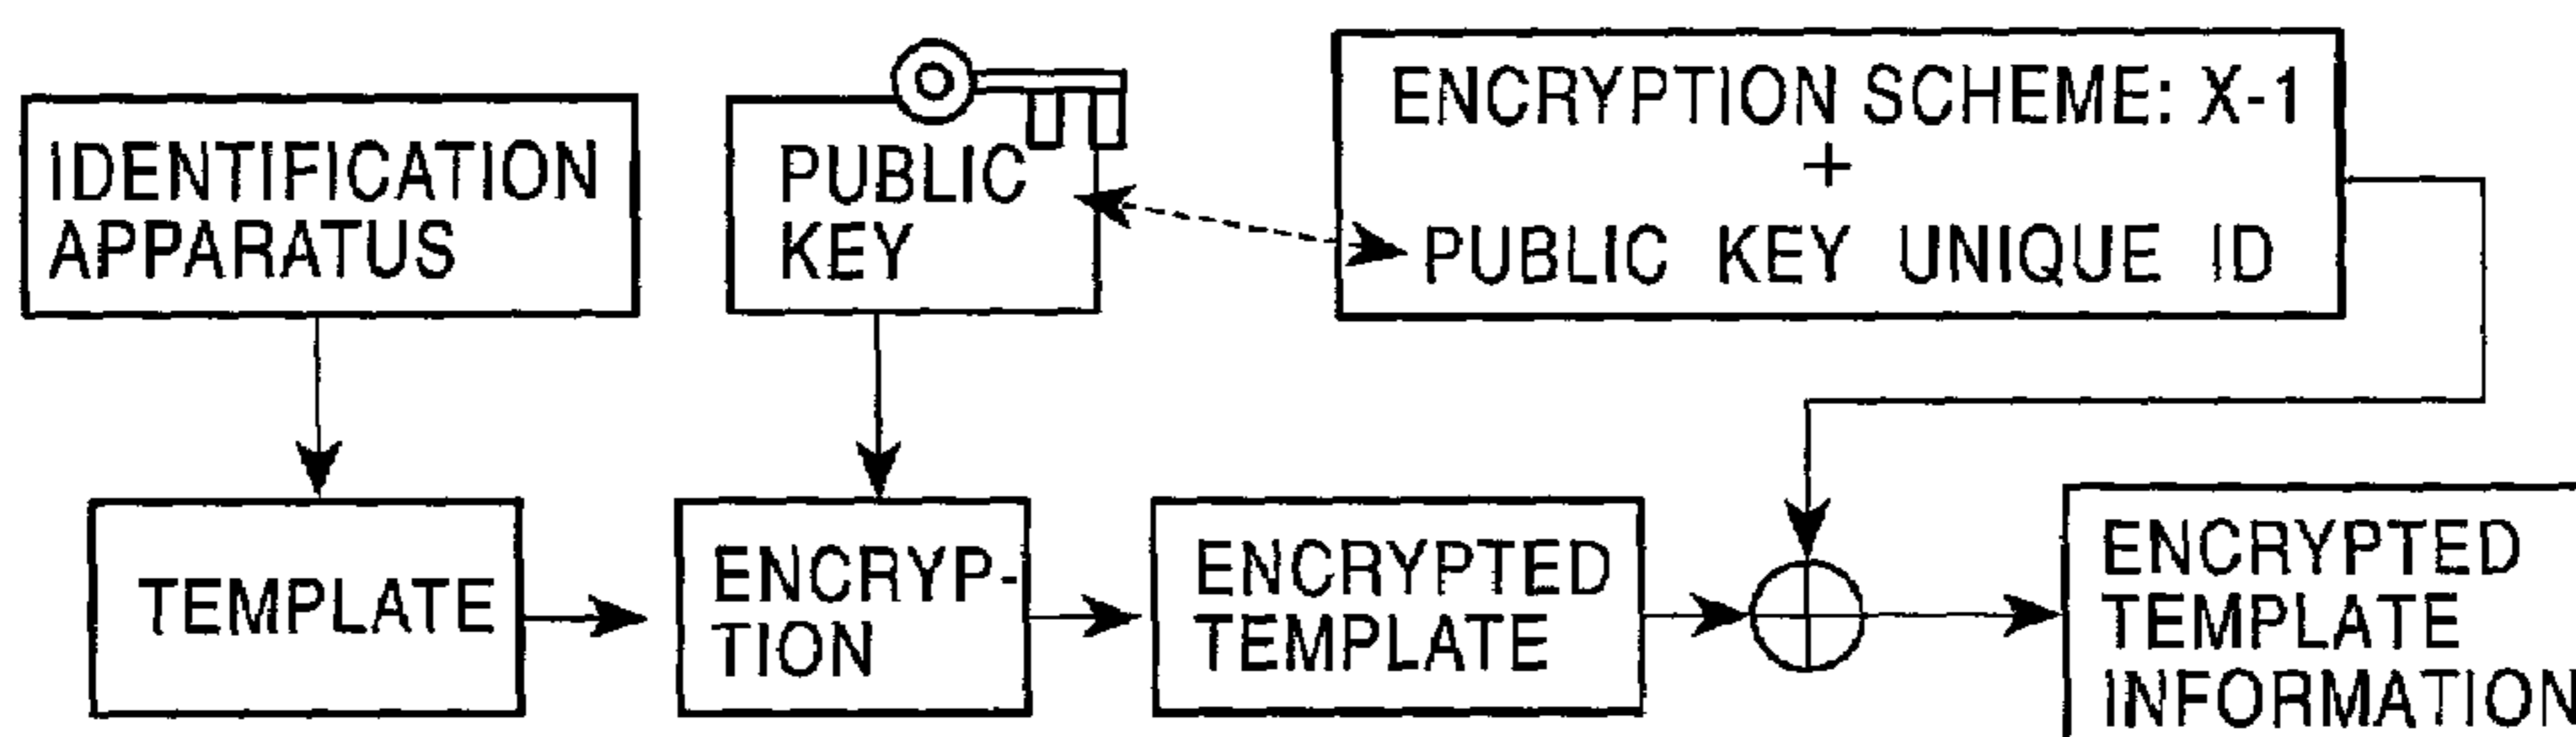 IDENTIFICATION
APPARATUS
PUBLIC
KEY
ENCRYPTION SCHEME: X-1
+
PUBLIC KEY UNIQUE ID
TEMPLATE
ENCRYP-
TION
ENCRYPTED
TEMPLATE
ENCRYPTED
TEMPLATE
INFORMATION